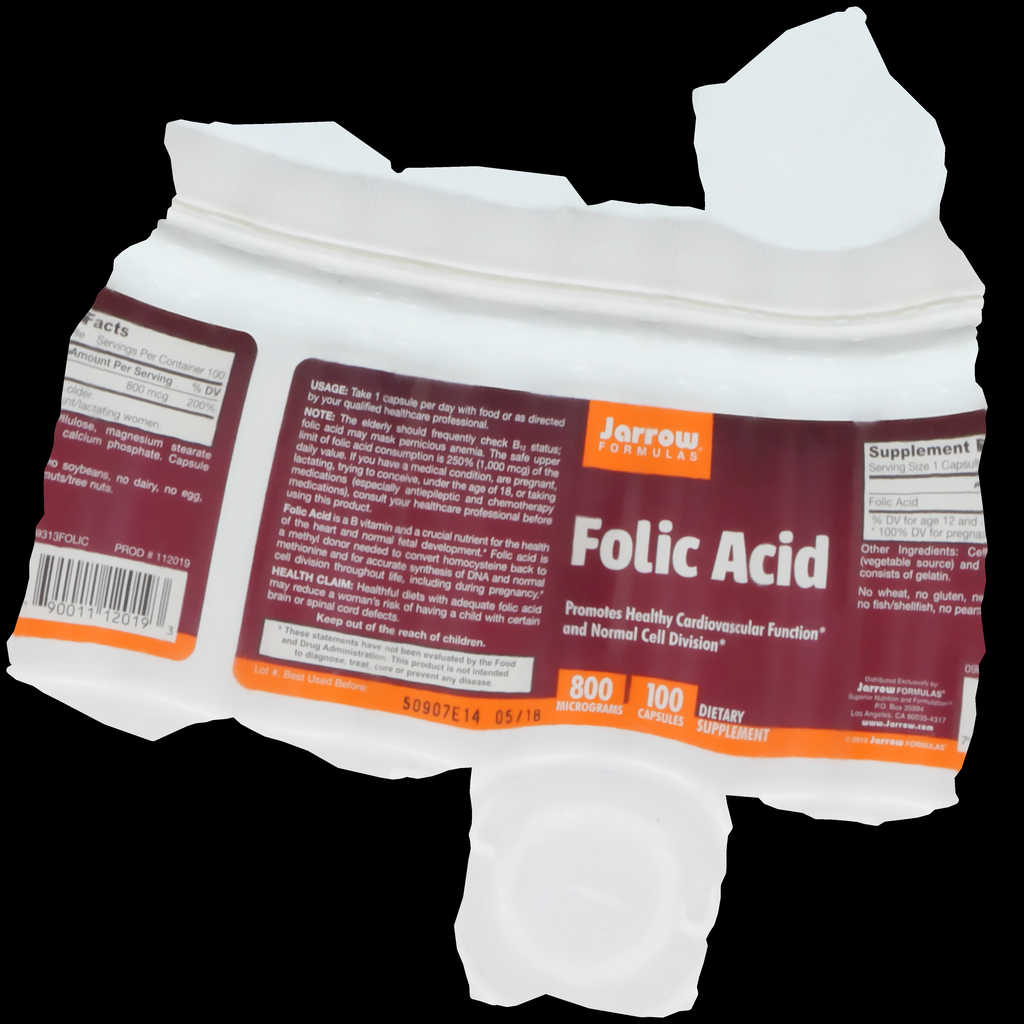 Facts
Servings Per Container 100
Amount Per Serving % DV
800 mcg 200%
older.
/lactating women.
magnesium stearate
calcium phosphate. Capsule
soybeans, no dairy, no egg,
nuts.
313FOLIC PROD # 112019
90011 12019 3
USAGE: Take 1 capsule per day with food or as directed
by your qualified healthcare professional.
NOTE: The elderly should frequently check B12 status;
folic acid may mask pernicious anemia. The safe upper
limit of folic acid consumption is 250% (1,000 mcg) of the
daily value. If you have a medical condition, are pregnant,
lactating, trying to conceive, under the age of 18, or taking
medications (especially antiepileptic and chemotherapy
medications), consult your healthcare professional before
using this product.
Folic Acid is a B vitamin and a crucial nutrient for the health
of the heart and normal fetal development.* Folic acid is
a methyl donor needed to convert homocysteine back to
methionine and for accurate synthesis of DNA and normal
cell division throughout life, including during pregnancy.*
HEALTH CLAIM: Healthful diets with adequate folic acid
may reduce a woman's risk of having a child with certain
brain or spinal cord defects.
Keep out of the reach of children.
* These statements have not been evaluated by the Food
and Drug Administration. This product is not intended
to diagnose, treat, cure or prevent any disease.
Lot #, Best Used Before:
50907E14 05/18
Jarrow
FORMULAS®
Folic Acid
Promotes Healthy Cardiovascular Function*
and Normal Cell Division*
800
MICROGRAMS
100
CAPSULES
DIETARY
SUPPLEMENT
Supplement
Serving Size 1
Folic Acid
% DV for age 12 and
* 100% DV for
Other Ingredients:
(vegetable source) and
consists of gelatin.
No wheat, no gluten,
no fish/shellfish, no
Distributed Exclusively by:
Jarrow FORMULAS®
Superior Nutrition and Formulation℠
P.O. Box 35994
Los Angeles, CA 90035-4317
www.Jarrow.com
© 2013 Jarrow FORMULAS®